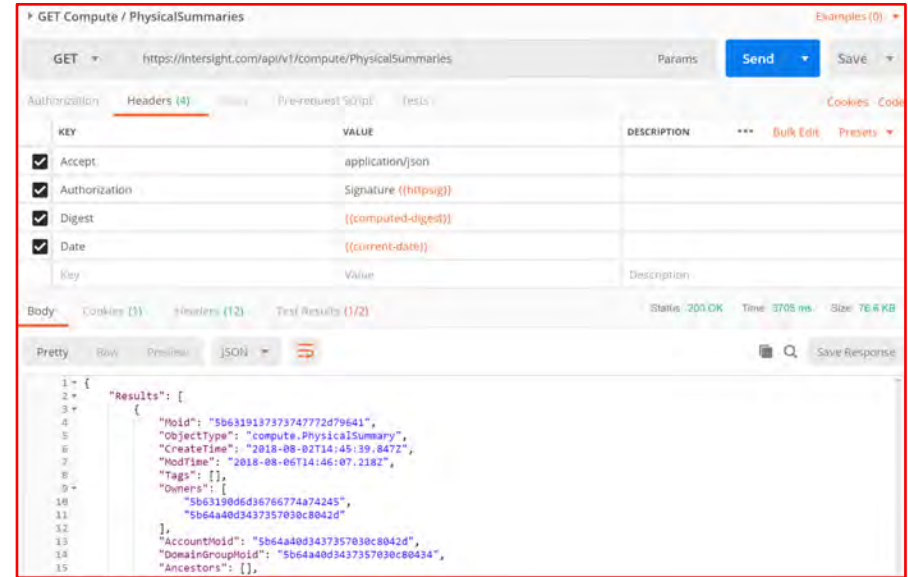 GET Compute / PhysicalSummaries Examples (0)
GET https://intersight.com/api/v1/compute/PhysicalSummaries Params Send Save
Authorization Headers (4) Body Pre-request Script Tests Cookies Code
KEY VALUE DESCRIPTION ••• Bulk Edit Presets
Accept application/json
Authorization Signature {{httpsig}}
Digest {{computed-digest}}
Date {{current-date}}
Key Value Description
Body Cookies (1) Headers (12) Test Results (1/2) Status: 200 OK Time: 3705 ms Size: 76.6 KB
Pretty Raw Preview JSON Save Response
1 {
2 "Results": [
3 {
4 "Moid": "5b6319137373747772d79641",
5 "ObjectType": "compute.PhysicalSummary",
6 "CreateTime": "2018-08-02T14:45:39.847Z",
7 "ModTime": "2018-08-06T14:46:07.218Z",
8 "Tags": [],
9 "Owners": [
10 "5b63190d6d36766774a74245",
11 "5b64a40d3437357030c8042d"
12 ],
13 "AccountMoid": "5b64a40d3437357030c8042d",
14 "DomainGroupMoid": "5b64a40d3437357030c80434",
15 "Ancestors": [],